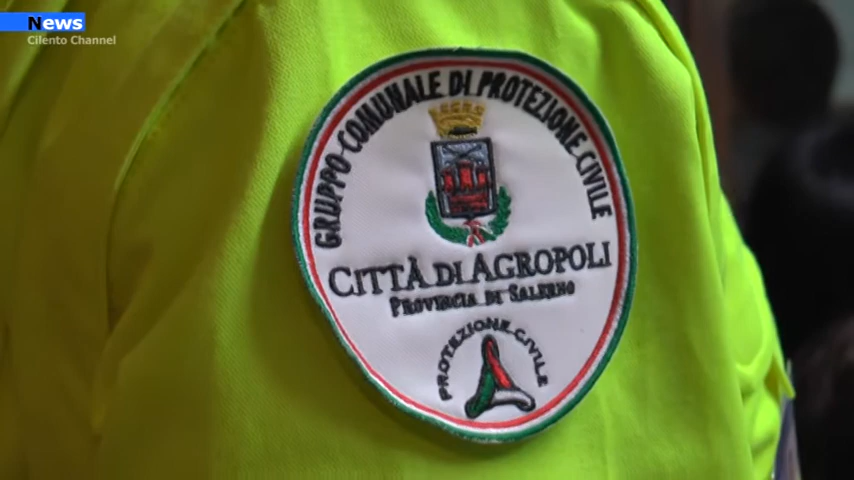 News
Cilento Channel
GRUPPO COMUNALE DI PROTEZIONE CIVILE
CITTÀ DI AGROPOLI
PROVINCIA DI SALERNO
PROTEZIONE CIVILE